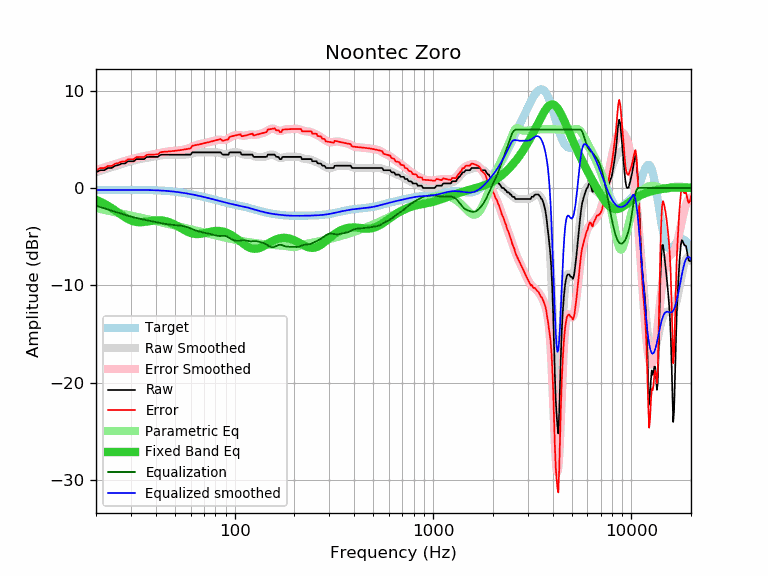 Noontec Zoro
Amplitude (dBr)
10
0
−10
−20
−30
Target
Raw Smoothed
Error Smoothed
Raw
Error
Parametric Eq
Fixed Band Eq
Equalization
Equalized smoothed
100
1000
10000
Frequency (Hz)